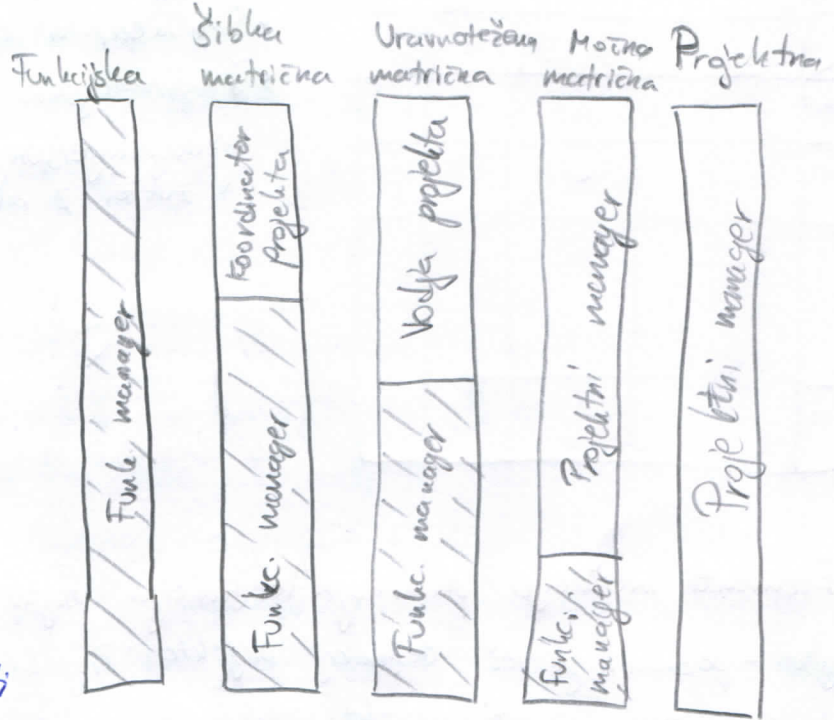 Funkcijska
Šibka
matrična
Uravnotežena
matrična
Močna
matrična
Projektna
Funk. manager
Koordinator
Projekta
Funkc. manager
Vodja projekta
Funkc. manager
Projektni manager
Funkc.
manager
Projektni manager